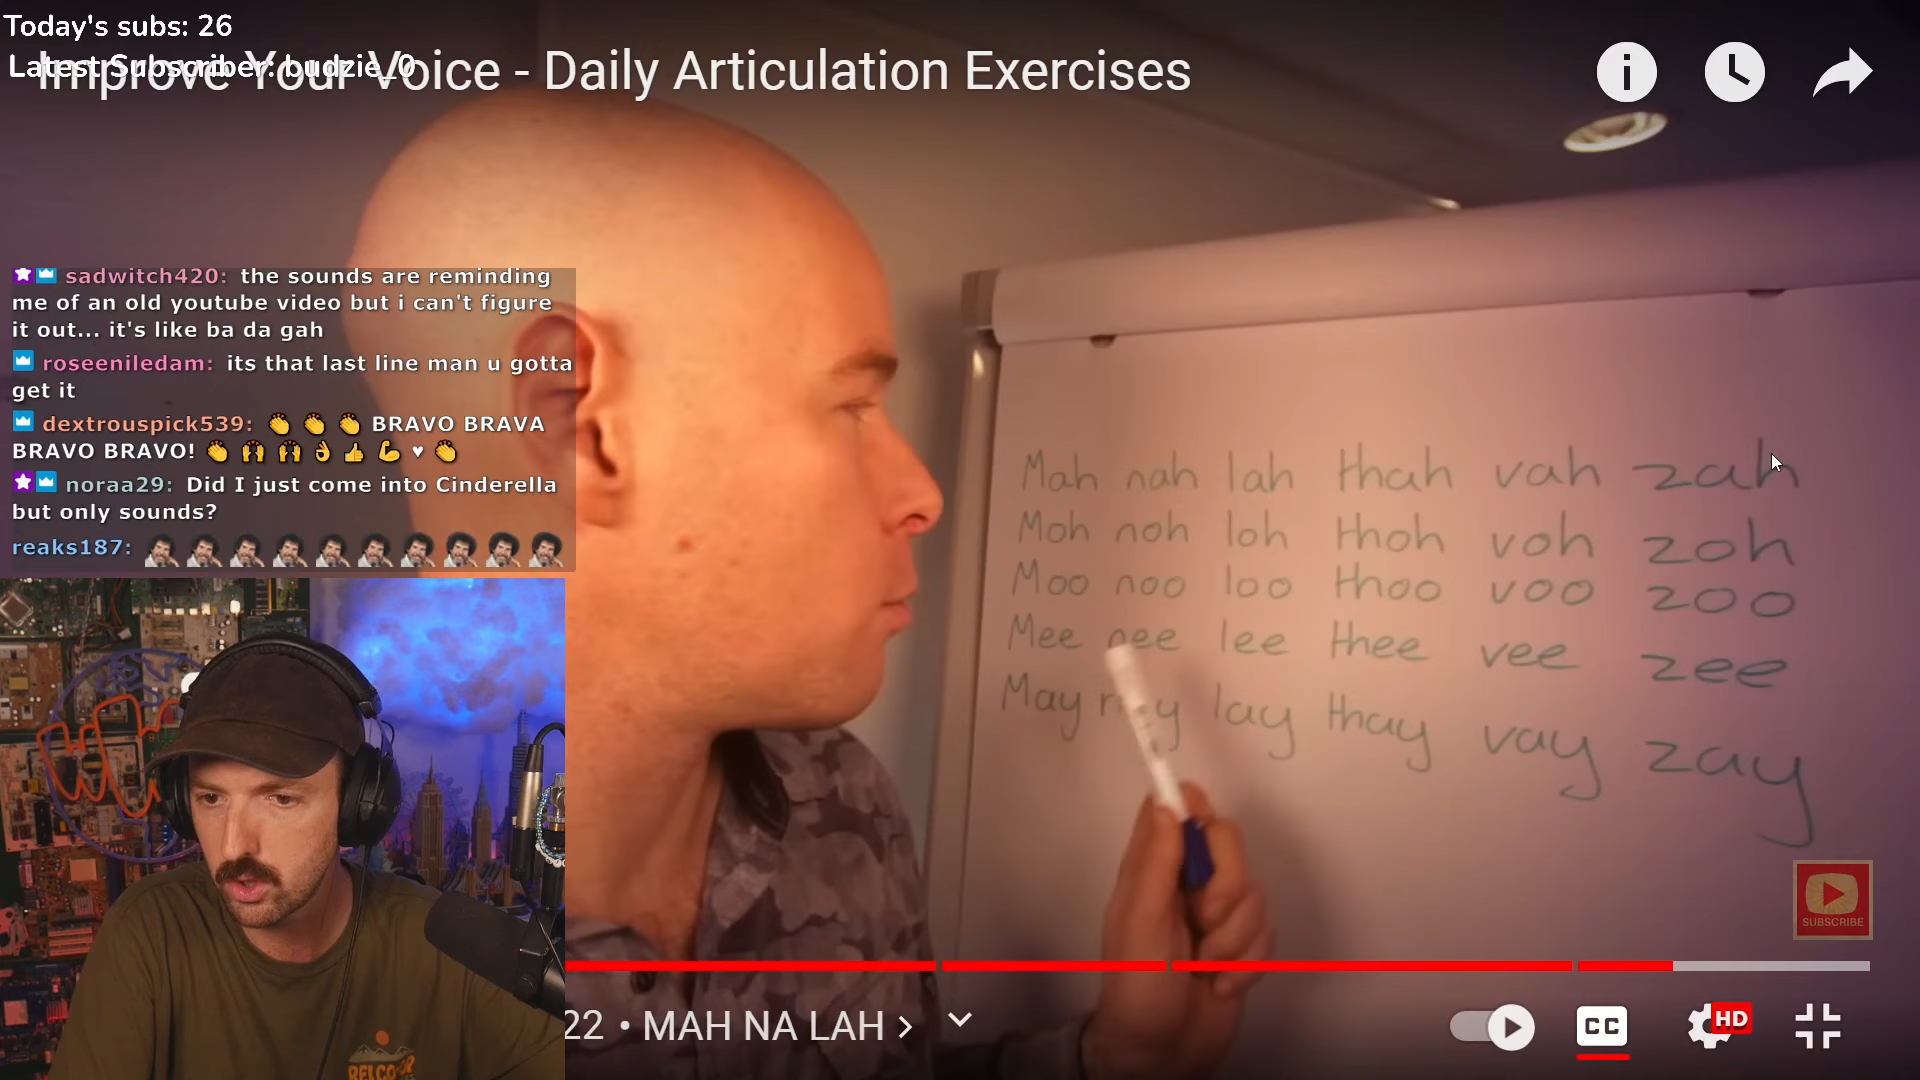 Today's subs: 26
Latest Subscriber: budzie_0
Improve Your Voice - Daily Articulation Exercises
sadwitch420: the sounds are reminding
me of an old youtube video but i can't figure
it out... it's like ba da gah
roseeniledam: its that last line man u gotta
get it
dextrouspick539: 👏 👏 👏 BRAVO BRAVA
BRAVO BRAVO! 👏 🙌 🙌 👌 👍 💪 ♥ 👏
noraa29: Did I just come into Cinderella
but only sounds?
reaks187:
Mah nah lah thah vah zah
Moh noh loh thoh voh zoh
Moo noo loo thoo voo zoo
Mee nee lee thee vee zee
May lay thay vay zay
SUBSCRIBE
22 • MAH NA LAH >
CC
HD